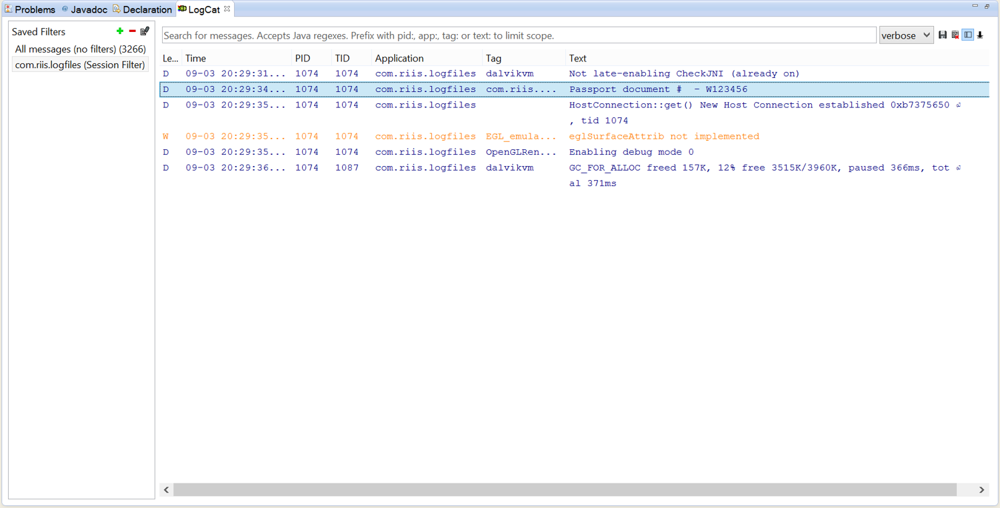 Problems @ Javadoc Declaration LogCat
Saved Filters
All messages (no filters) (3266)
com.riis.logfiles (Session Filter)
Search for messages. Accepts Java regexes. Prefix with pid:, app:, tag: or text: to limit scope. verbose
Le... Time PID TID Application Tag Text
D 09-03 20:29:31... 1074 1074 com.riis.logfiles dalvikvm Not late-enabling CheckJNI (already on)
D 09-03 20:29:34... 1074 1074 com.riis.logfiles com.riis.... Passport document # - W123456
D 09-03 20:29:35... 1074 1074 com.riis.logfiles HostConnection::get() New Host Connection established 0xb7375650
, tid 1074
W 09-03 20:29:35... 1074 1074 com.riis.logfiles EGL_emula... eglSurfaceAttrib not implemented
D 09-03 20:29:35... 1074 1074 com.riis.logfiles OpenGLRen... Enabling debug mode 0
D 09-03 20:29:36... 1074 1087 com.riis.logfiles dalvikvm GC_FOR_ALLOC freed 157K, 12% free 3515K/3960K, paused 366ms, tot
al 371ms